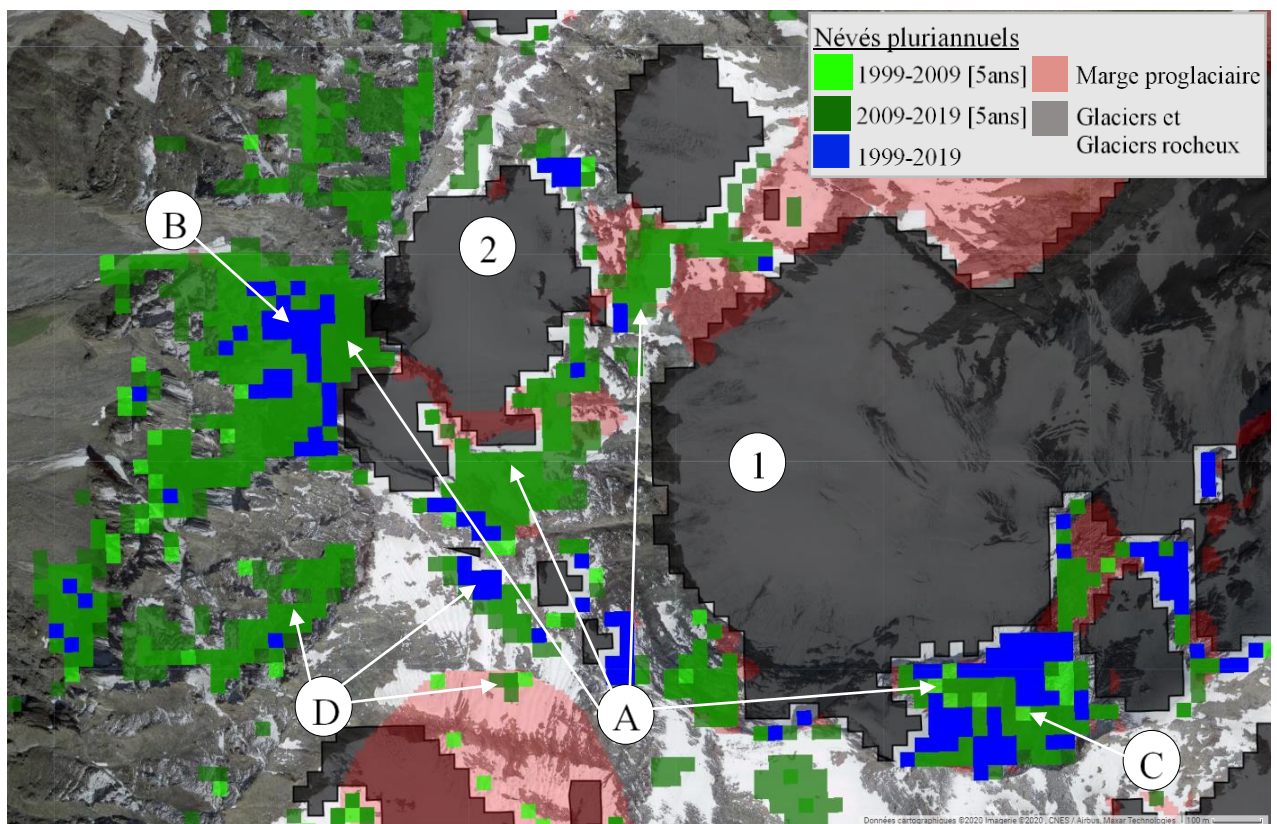 Névés pluriannuels
1999-2009 [5ans]
2009-2019 [5ans]
1999-2019
Marge proglaciaire
Glaciers et
Glaciers rocheux
B
2
1
D
A
C
Données cartographiques ©2020 Imagerie ©2020 , CNES / Airbus, Maxar Technologies
100 m